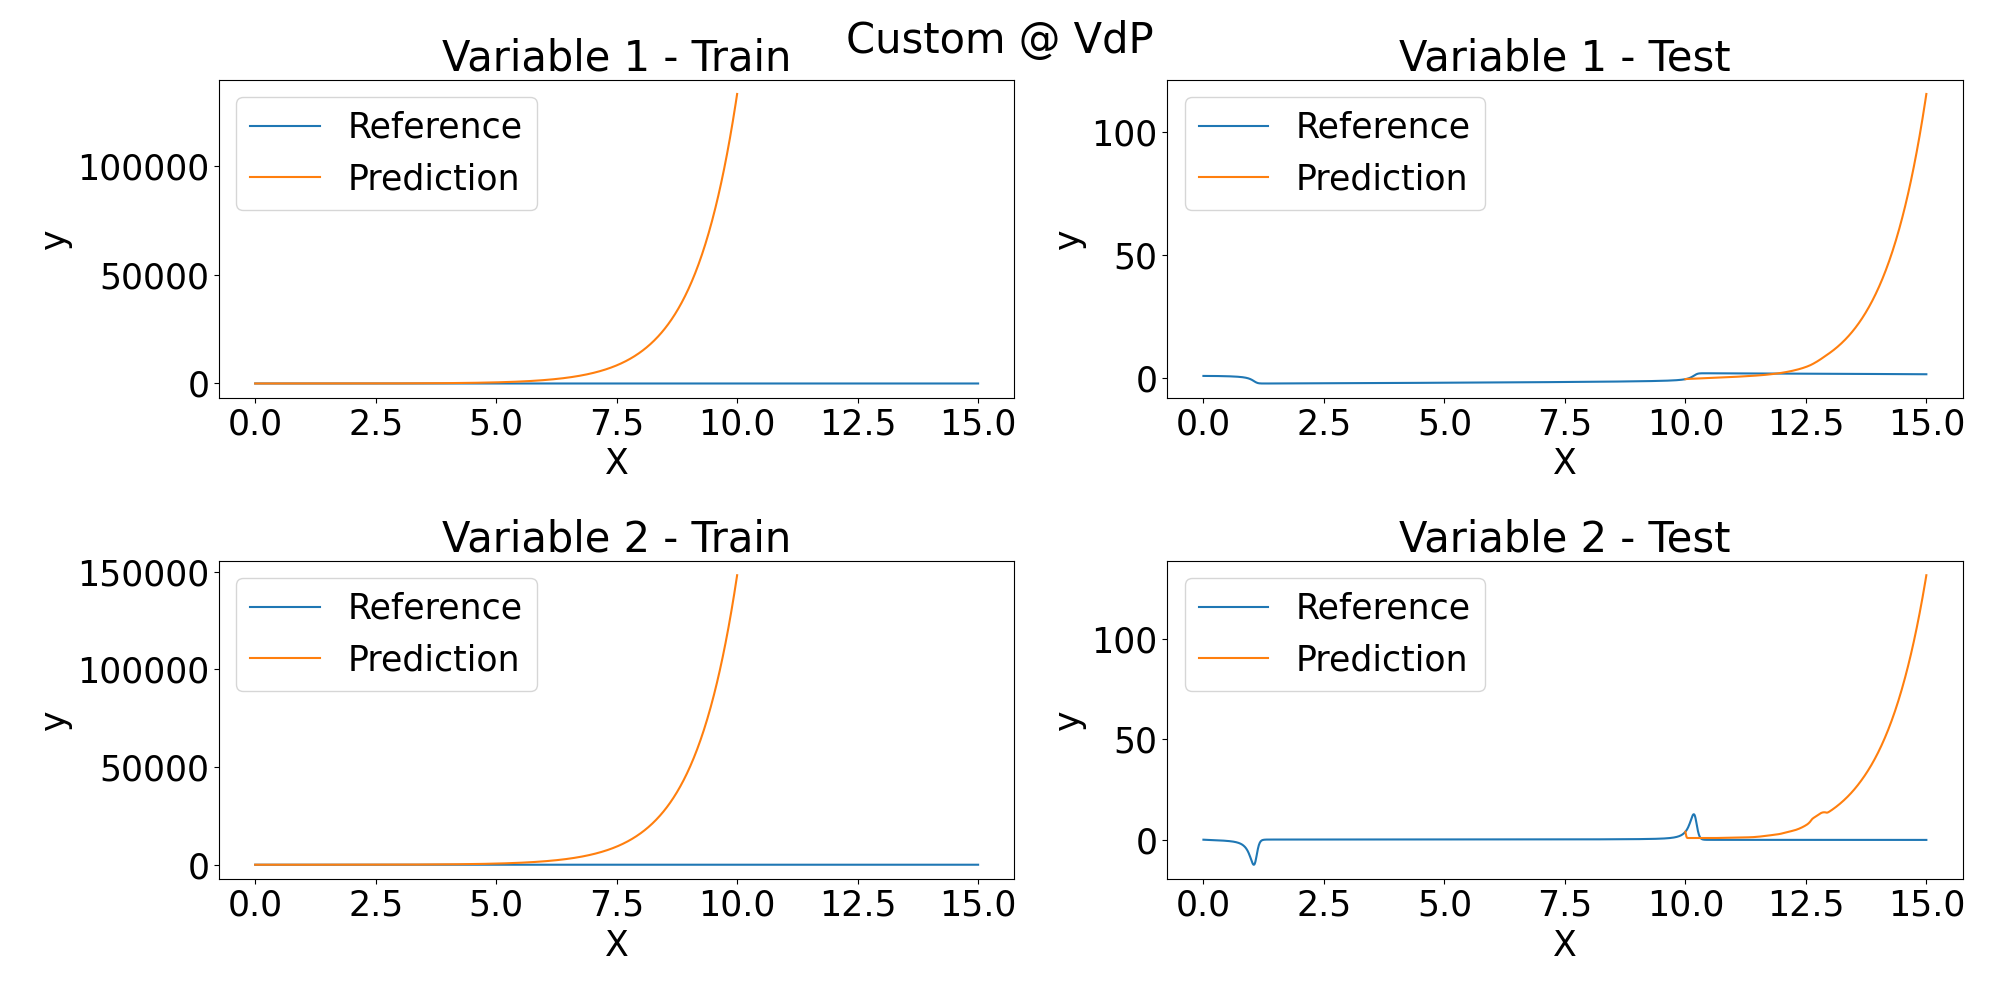 Custom @ VdP
Variable 1 - Train
Reference
Prediction
y
100000
50000
0
0.0 2.5 5.0 7.5 10.0 12.5 15.0
X
Variable 1 - Test
Reference
Prediction
y
100
50
0
0.0 2.5 5.0 7.5 10.0 12.5 15.0
X
Variable 2 - Train
Reference
Prediction
y
150000
100000
50000
0
0.0 2.5 5.0 7.5 10.0 12.5 15.0
X
Variable 2 - Test
Reference
Prediction
y
100
50
0
0.0 2.5 5.0 7.5 10.0 12.5 15.0
X